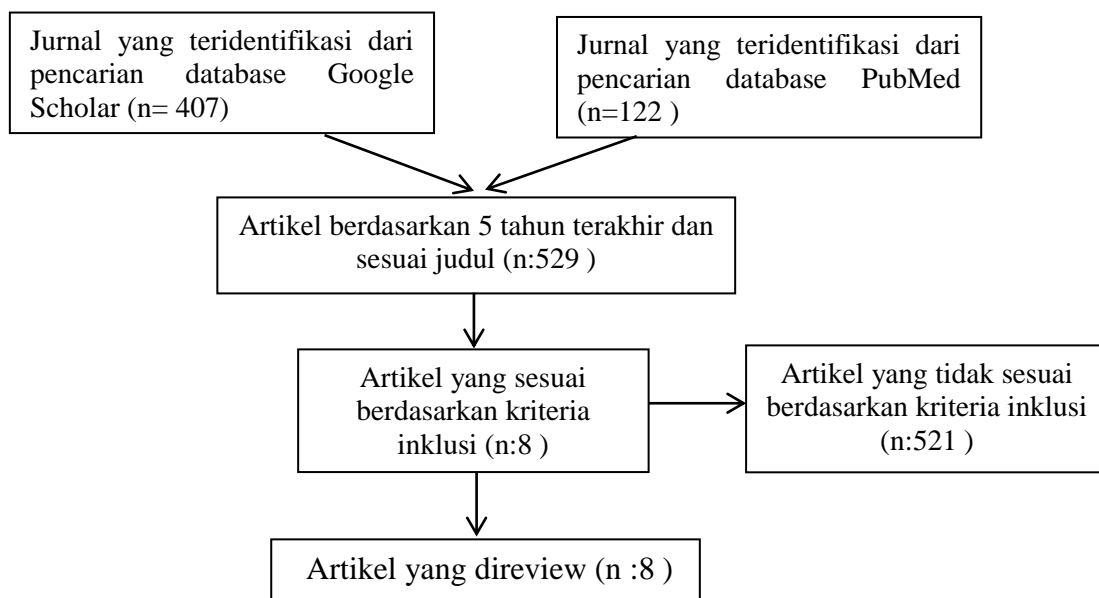 Jurnal yang teridentifikasi dari
pencarian database Google
Scholar (n= 407)
Jurnal yang teridentifikasi dari
pencarian database PubMed
(n=122 )
Artikel berdasarkan 5 tahun terakhir dan
sesuai judul (n:529 )
Artikel yang sesuai
berdasarkan kriteria
inklusi (n:8 )
Artikel yang tidak sesuai
berdasarkan kriteria inklusi
(n:521 )
Artikel yang direview (n :8 )